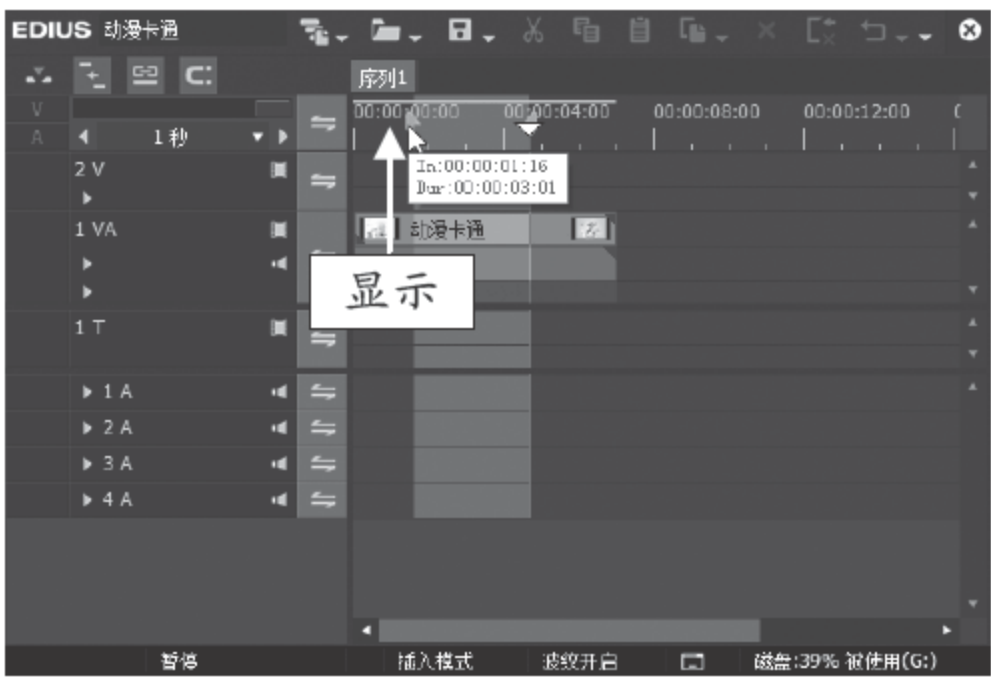 EDIUS 动漫卡通
序列1
V
00:00:00:00 00:00:04:00 00:00:08:00 00:00:12:00
A 1秒
In:00:00:01:16
Dur:00:00:03:01
2 V
1 VA
动漫卡通
显示
1 T
1 A
2 A
3 A
4 A
暂停 插入模式 波纹开启 磁盘:39% 被使用(G:)